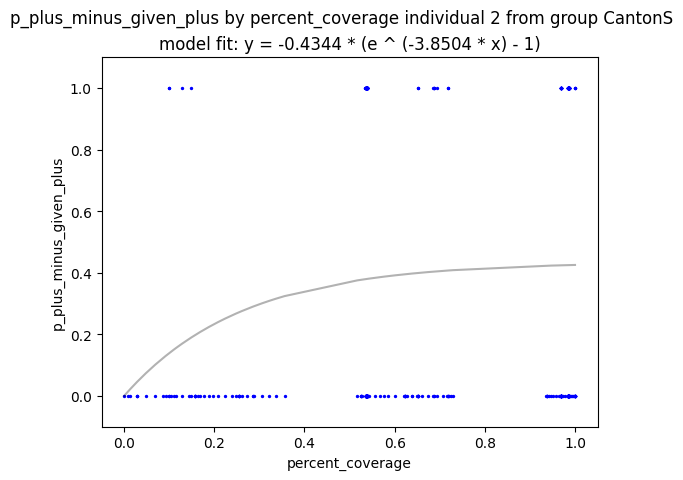 p_plus_minus_given_plus by percent_coverage individual 2 from group CantonS
model fit: y = -0.4344 * (e ^ (-3.8504 * x) - 1)
p_plus_minus_given_plus
1.0
0.8
0.6
0.4
0.2
0.0
0.0 0.2 0.4 0.6 0.8 1.0
percent_coverage